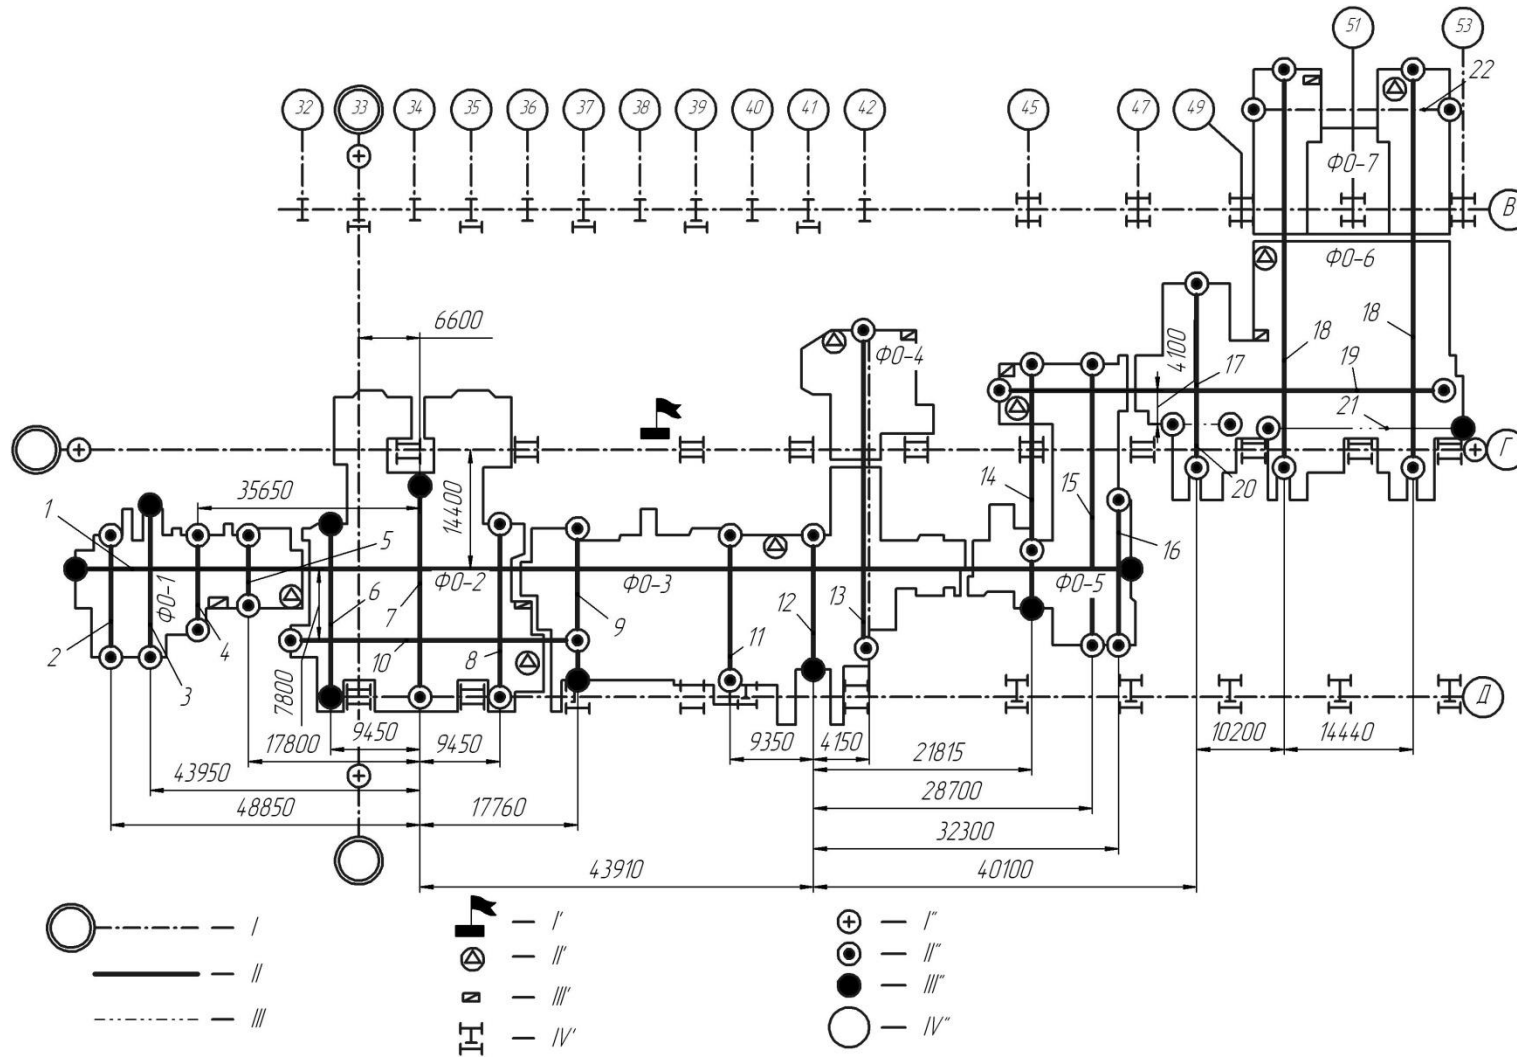 51 53
32 33 34 35 36 37 38 39 40 41 42 45 47 49 22
ФО-7
В
ФО-6
6600
ФО-4
4100
17 18 18 19
21
Г
14400
35650
14 15 20
1 5 16
ФО-1 ФО-2 ФО-3 ФО-5
2 3 4 6 7 8 9 10 11 12 13
7800
Д
9450 9450 9350 4150 10200 14440
17800 21815
43950 28700
48850 17760 32300
43910 40100
— I — I' — I"
— II — II' — II"
— III — III' — III"
— IV' — IV"